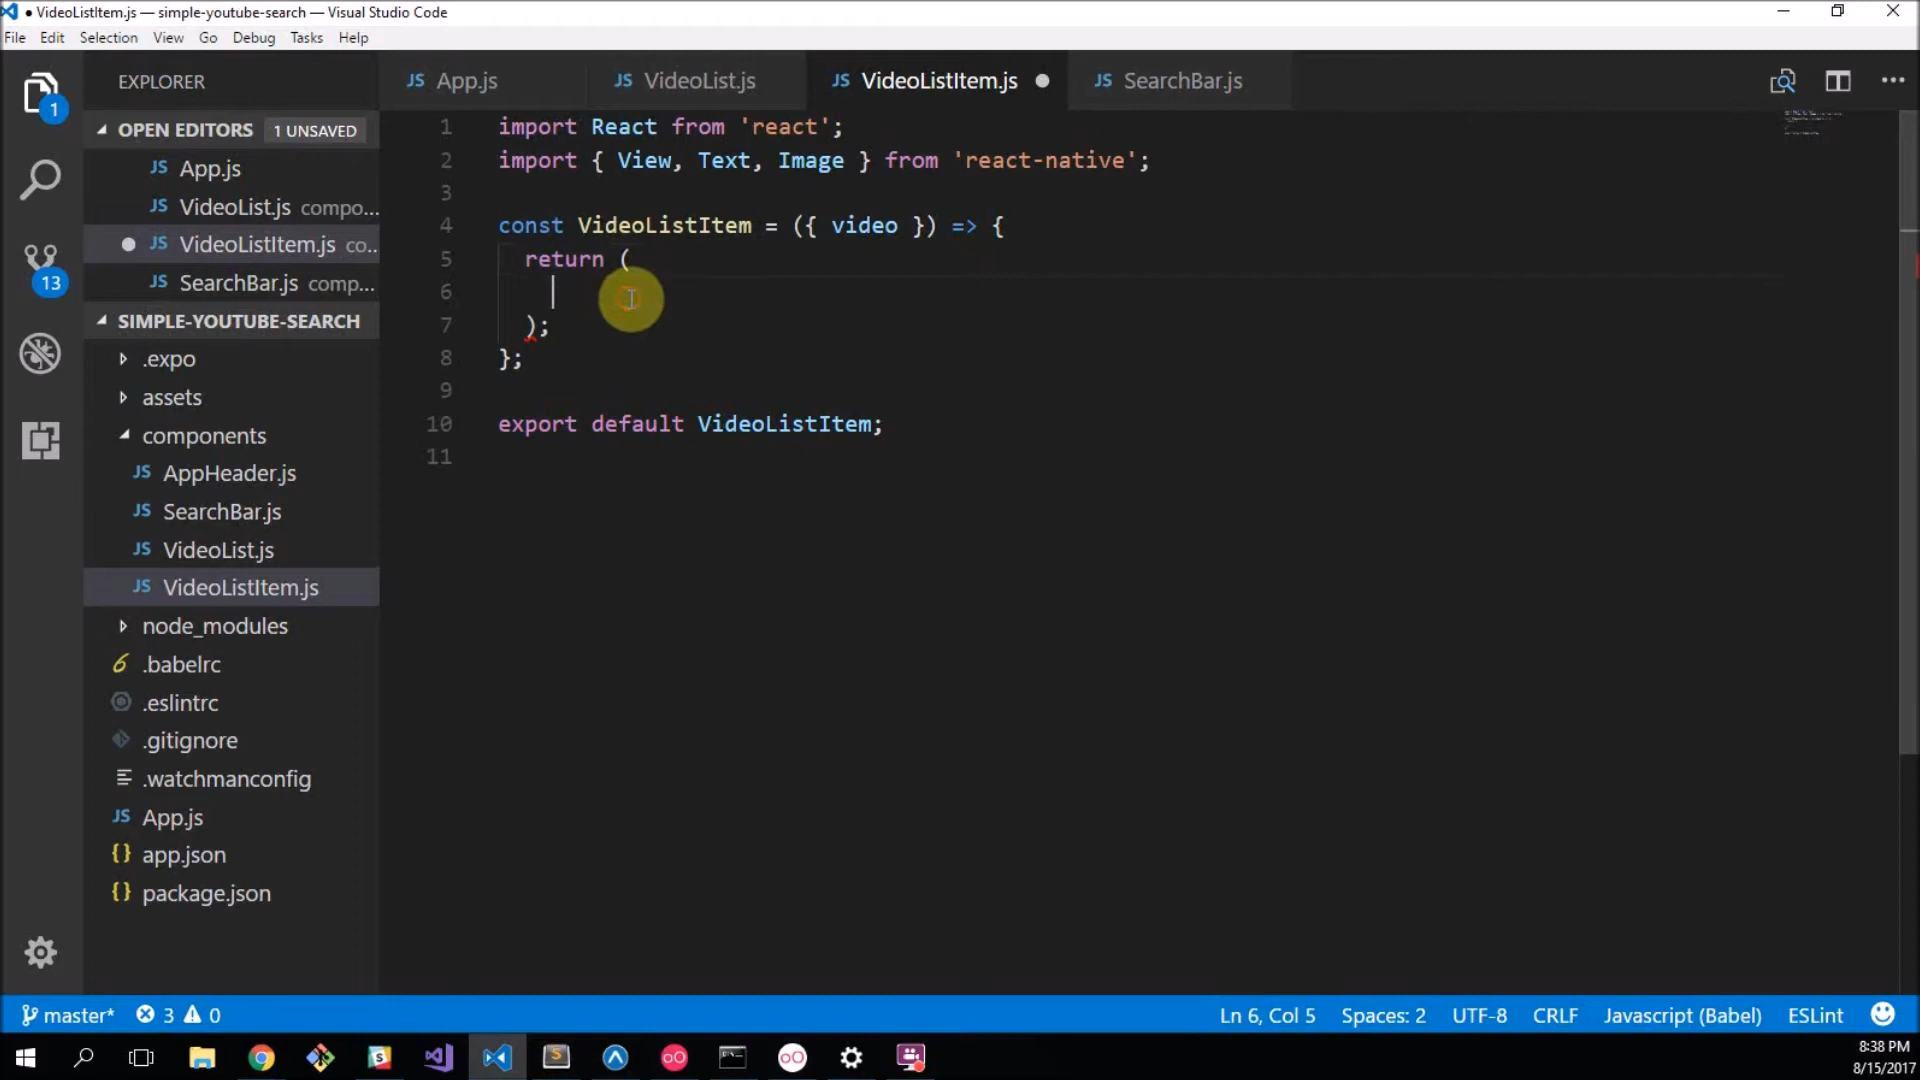 ● VideoListItem.js — simple-youtube-search — Visual Studio Code
File Edit Selection View Go Debug Tasks Help
EXPLORER
JS App.js
JS VideoList.js
JS VideoListItem.js ●
JS SearchBar.js
1
OPEN EDITORS 1 UNSAVED
JS App.js
JS VideoList.js compo...
● JS VideoListItem.js co...
JS SearchBar.js comp...
13
SIMPLE-YOUTUBE-SEARCH
.expo
assets
components
JS AppHeader.js
JS SearchBar.js
JS VideoList.js
JS VideoListItem.js
node_modules
6 .babelrc
.eslintrc
.gitignore
.watchmanconfig
JS App.js
{} app.json
{} package.json
1 import React from 'react';
2 import { View, Text, Image } from 'react-native';
3
4 const VideoListItem = ({ video }) => {
5 return (
6
7 );
8 };
9
10 export default VideoListItem;
11
master* 3 0
Ln 6, Col 5 Spaces: 2 UTF-8 CRLF Javascript (Babel) ESLint
8:38 PM
8/15/2017